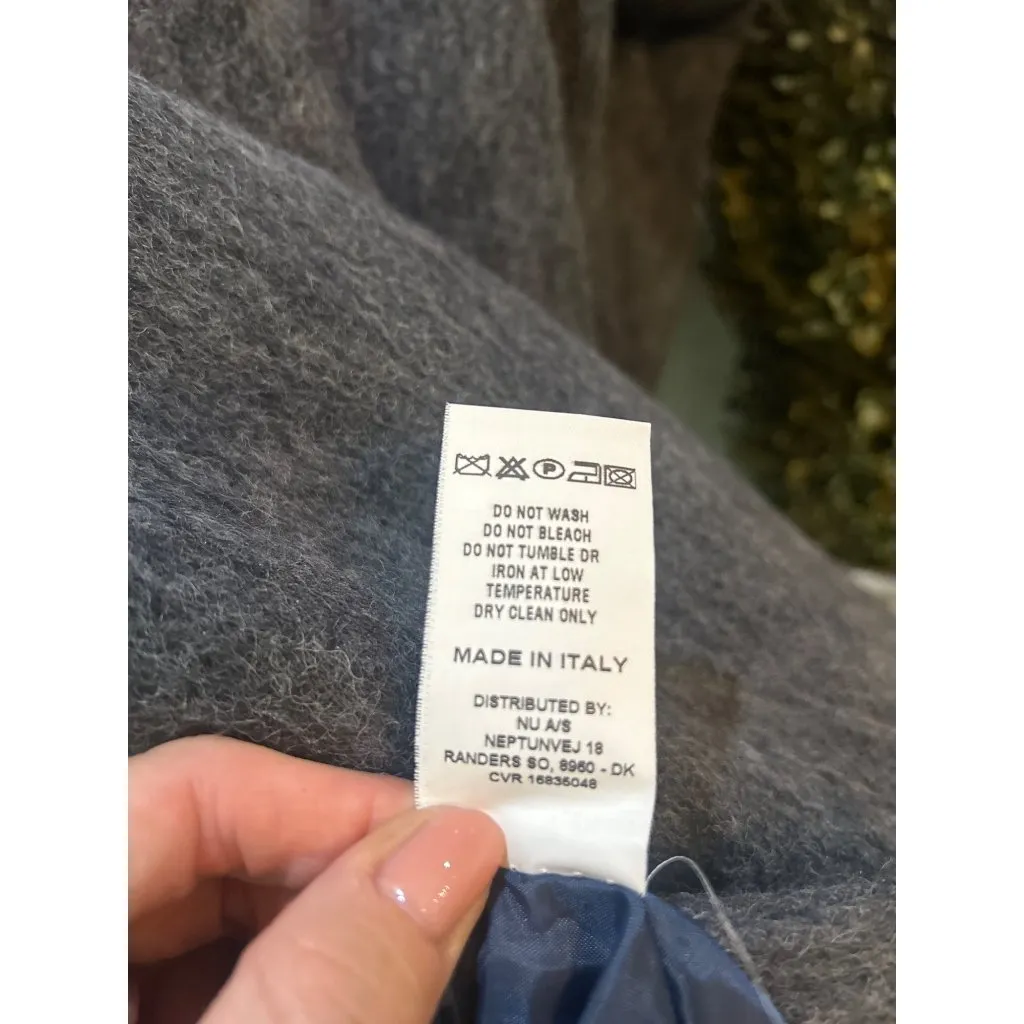 P
DO NOT WASH
DO NOT BLEACH
DO NOT TUMBLE DR
IRON AT LOW
TEMPERATURE
DRY CLEAN ONLY
MADE IN ITALY
DISTRIBUTED BY:
NU A/S
NEPTUNVEJ 18
RANDERS SO, 8960 - DK
CVR 16835048